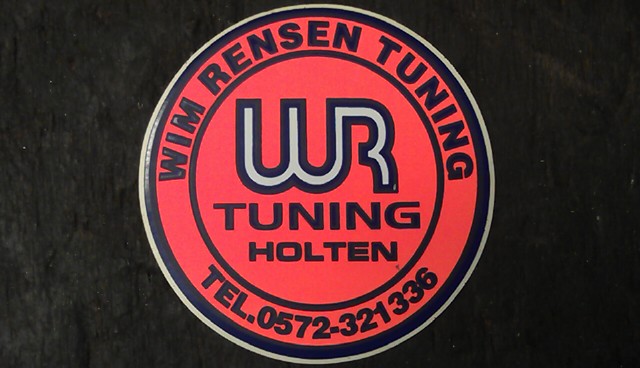 WIM RENSEN TUNING
WR
TUNING
HOLTEN
TEL.0572-321336